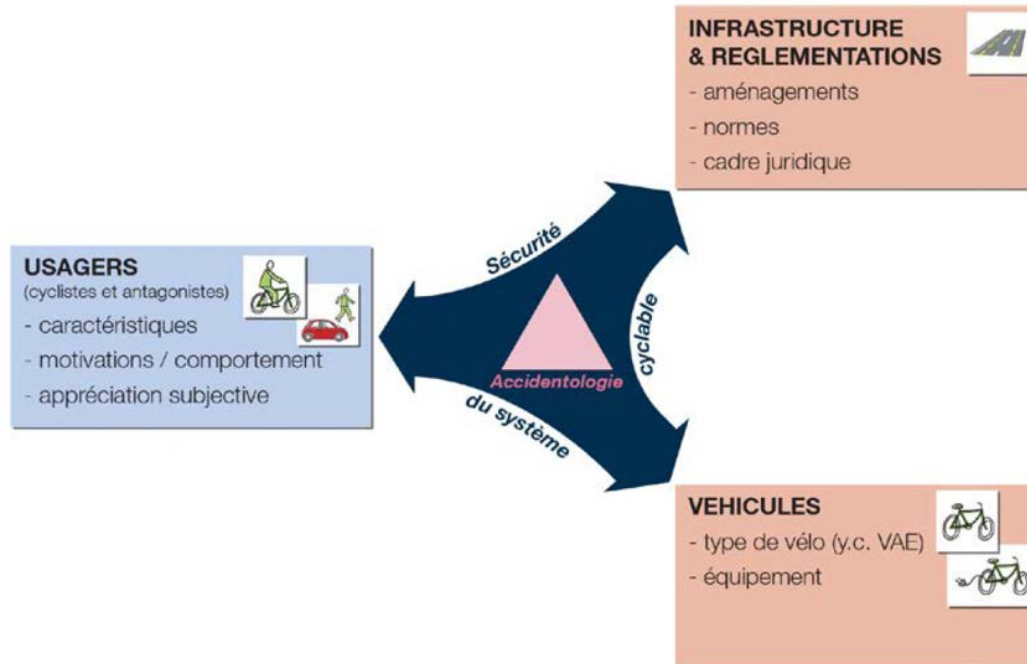 INFRASTRUCTURE
& REGLEMENTATIONS
- aménagements
- normes
- cadre juridique
USAGERS
(cyclistes et antagonistes)
- caractéristiques
- motivations / comportement
- appréciation subjective
Sécurité
du système
cyclable
Accidentologie
VEHICULES
- type de vélo (y.c. VAE)
- équipement